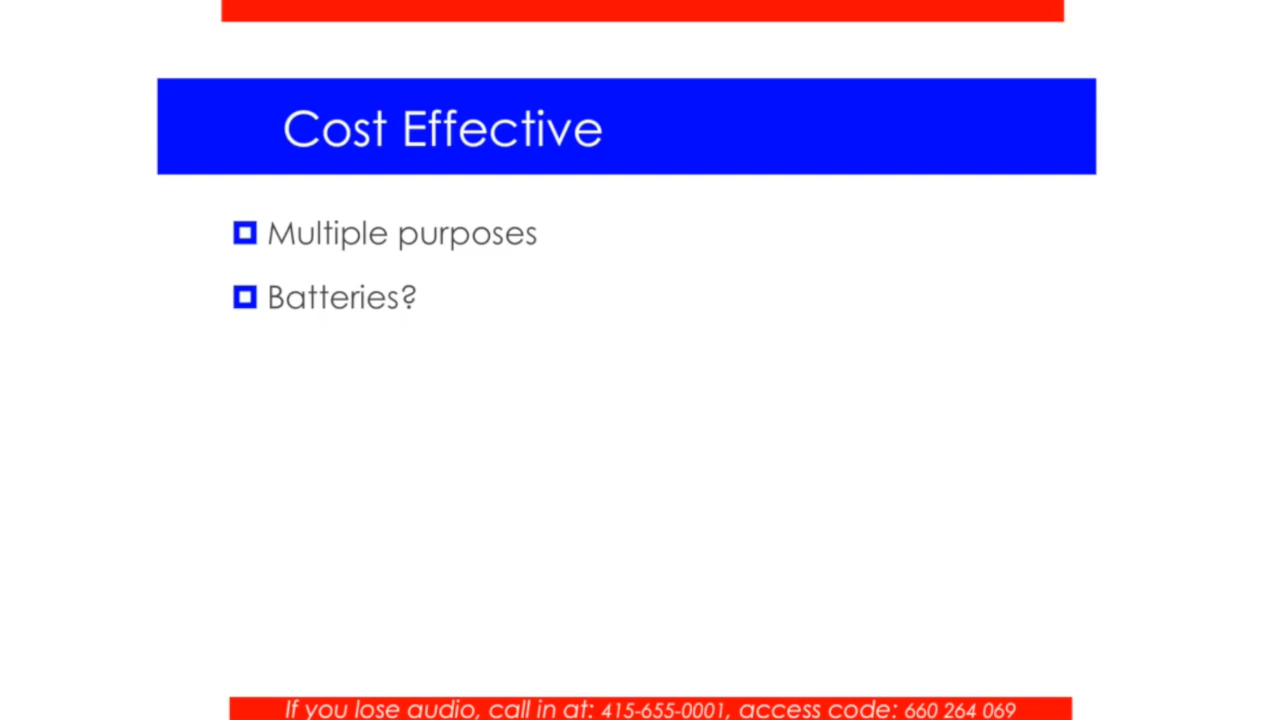 Cost Effective
Multiple purposes
Batteries?
If you lose audio, call in at: 415-655-0001, access code: 660 264 069